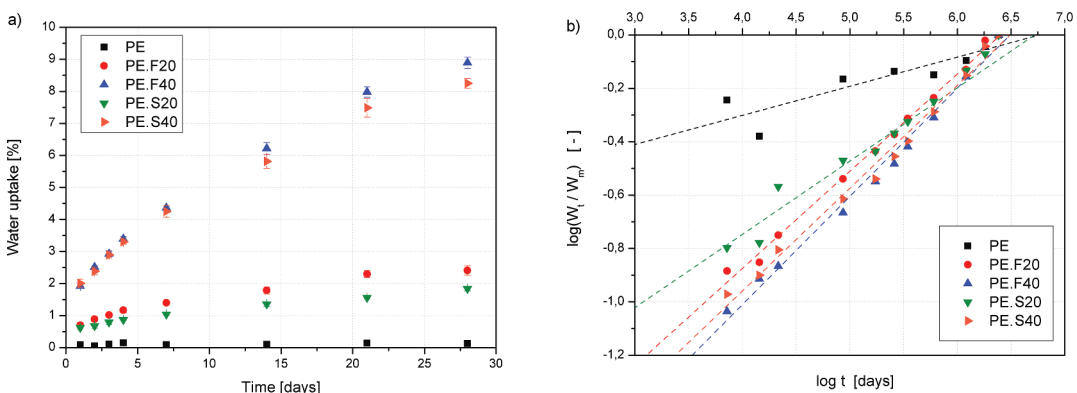 a)
10
9
8
7
6
5
4
3
2
1
0
Water uptake [%]
PE
PE.F20
PE.F40
PE.S20
PE.S40
0 5 10 15 20 25 30
Time [days]
b)
3,0 3,5 4,0 4,5 5,0 5,5 6,0 6,5 7,0
0,0
-0,2
-0,4
-0,6
-0,8
-1,0
-1,2
log(Wt / Wm) [ - ]
PE
PE.F20
PE.F40
PE.S20
PE.S40
log t [days]